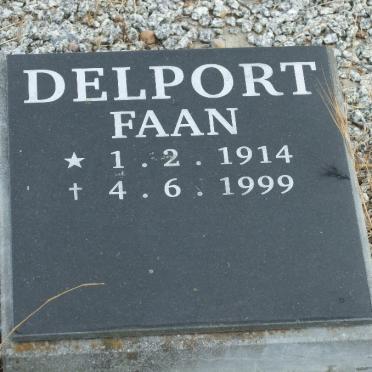 DELPORT
FAAN
★ 1 . 2 . 1914
† 4 . 6 . 1999